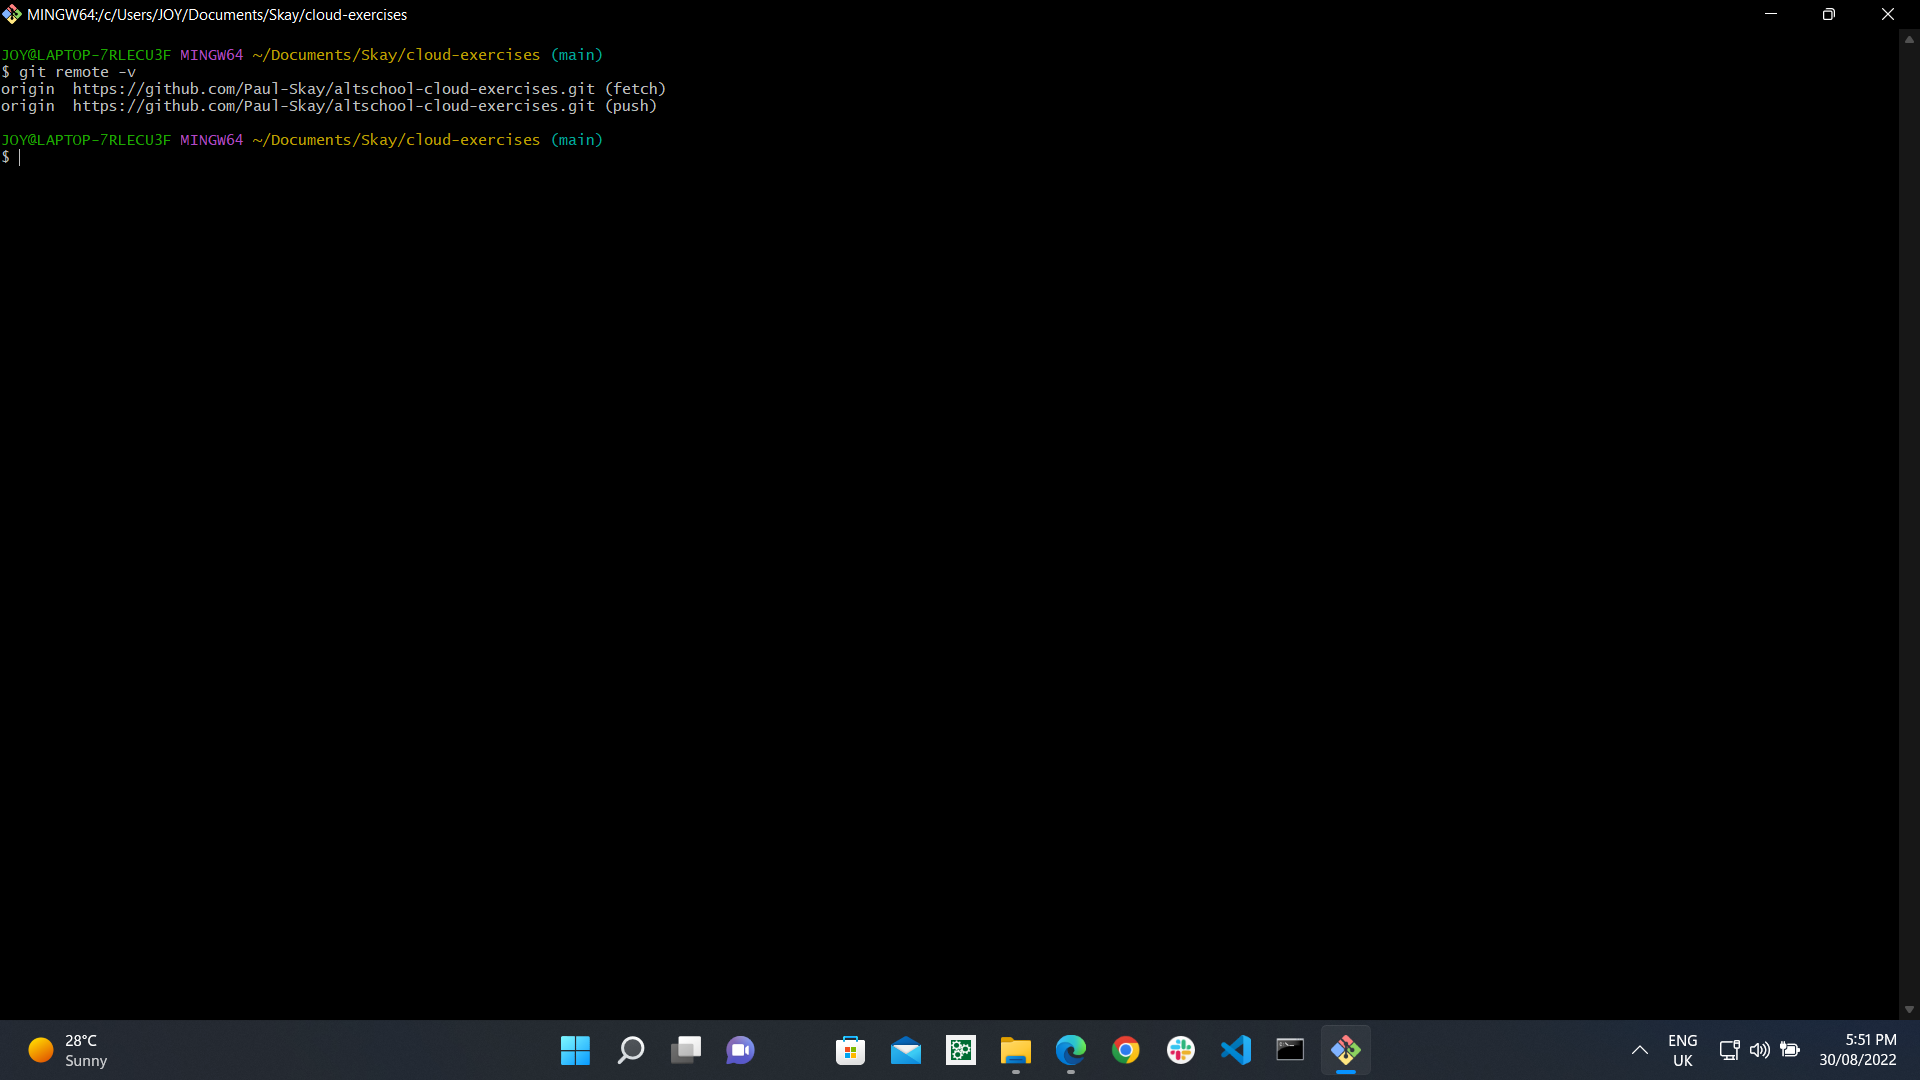 MINGW64:/c/Users/JOY/Documents/Skay/cloud-exercises
JOY@LAPTOP-7RLECU3F MINGW64 ~/Documents/Skay/cloud-exercises (main)
$ git remote -v
origin  https://github.com/Paul-Skay/altschool-cloud-exercises.git (fetch)
origin  https://github.com/Paul-Skay/altschool-cloud-exercises.git (push)
JOY@LAPTOP-7RLECU3F MINGW64 ~/Documents/Skay/cloud-exercises (main)
$
28°C
Sunny
ENG
UK
5:51 PM
30/08/2022